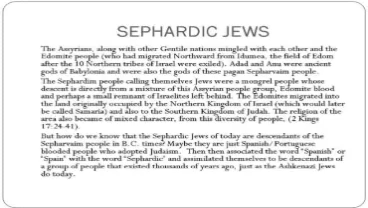 SEPHARDIC JEWS
The Assyrians, along with other Gentile nations mingled with each other and the
Edomite people (who had migrated Northward from Idumea, the field of Edom
after the 10 Northern tribes of Israel were exiled). Adad and Anu were ancient
gods of Babylonia and were also the gods of these pagan Sepharvaim people.
The Sephardim people calling themselves Jews were a mongrel people whose
descent is directly from a mixture of this Assyrian people group, Edomite blood
and perhaps a small remnant of Israelites left behind. The Edomites migrated into
the land originally occupied by the Northern Kingdom of Israel (which would later
be called Samaria) and also to the Southern Kingdom of Judah. The religion of the
area also became of mixed character, from this diversity of people, (2 Kings
17:24-41).
But how do we know that the Sephardic Jews of today are descendants of the
Sepharvaim people in B.C. times? Maybe they are just Spanish/Portuguese
blooded people who adopted Judaism. Then then associated the word "Spanish" or
"Spain" with the word "Sephardic" and assimilated themselves to be descendants of
a group of people that existed thousands of years ago, just as the Ashkenazi Jews
do today.